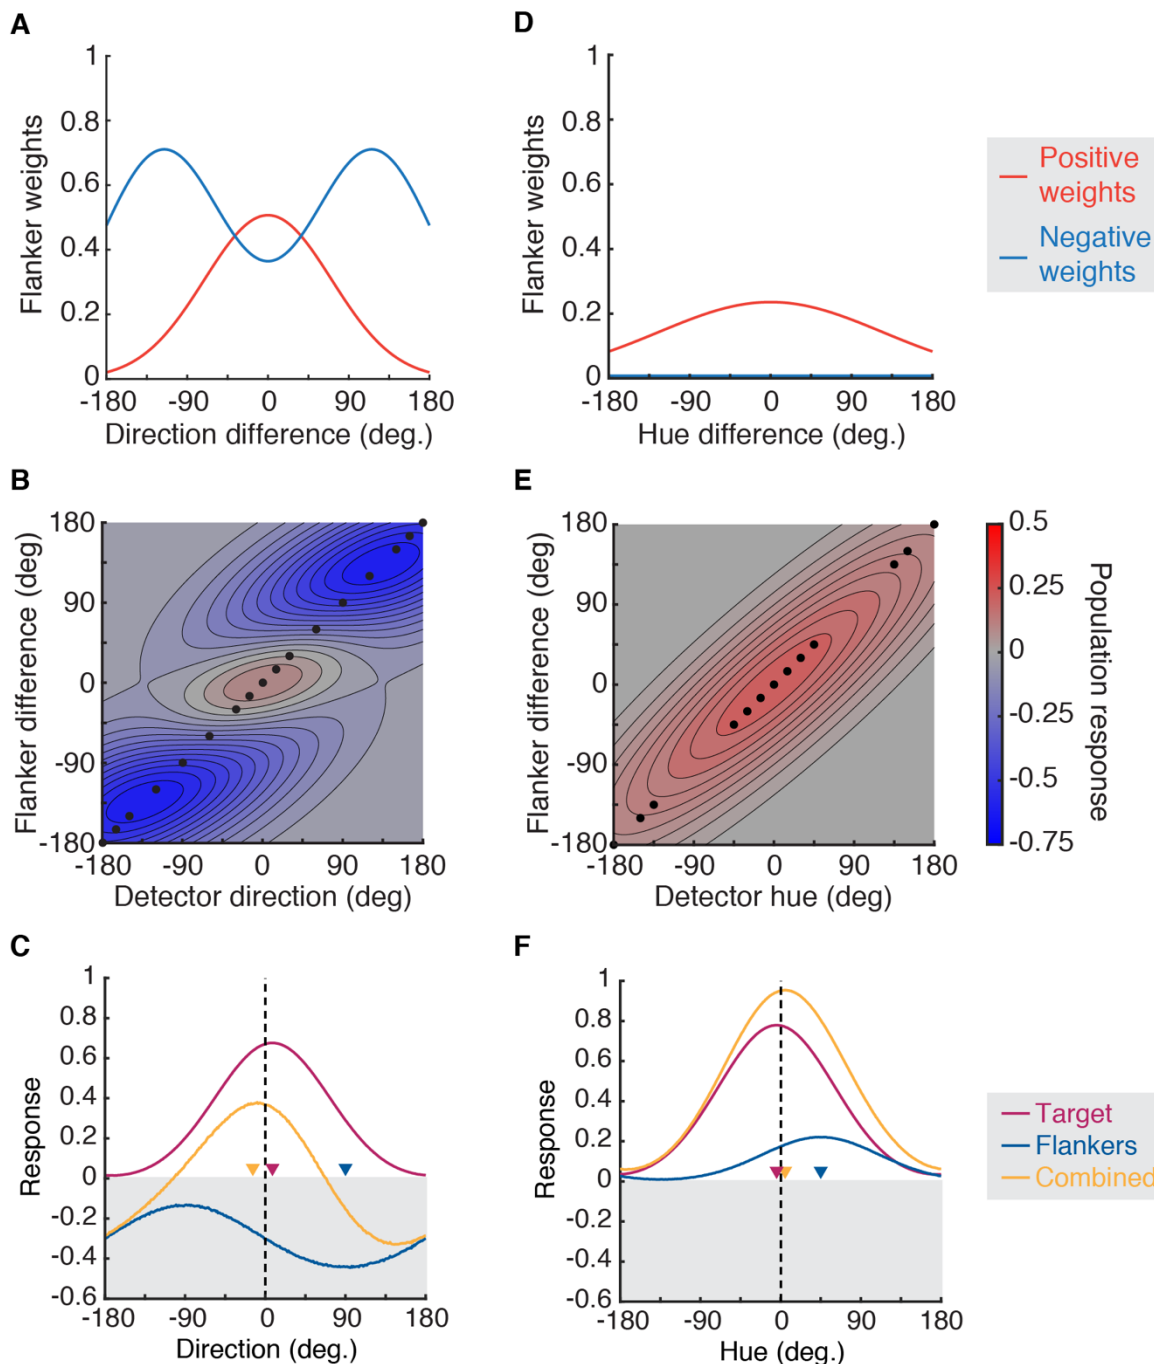 A
1
0.8
0.6
0.4
0.2
0
Flanker weights
-180
-90
0
90
180
Direction difference (deg.)
D
1
0.8
0.6
0.4
0.2
0
Flanker weights
-180
-90
0
90
180
Hue difference (deg.)
Positive
weights
Negative
weights
B
180
90
0
-90
-180
Flanker difference (deg)
-180
-90
0
90
180
Detector direction (deg)
E
180
90
0
-90
-180
Flanker difference (deg)
-180
-90
0
90
180
Detector hue (deg)
0.5
0.25
0
-0.25
-0.5
-0.75
Population response
C
1
0.8
0.6
0.4
0.2
0
-0.2
-0.4
-0.6
Response
-180
-90
0
90
180
Direction (deg.)
F
1
0.8
0.6
0.4
0.2
0
-0.2
-0.4
-0.6
Response
-180
-90
0
90
180
Hue (deg.)
Target
Flankers
Combined